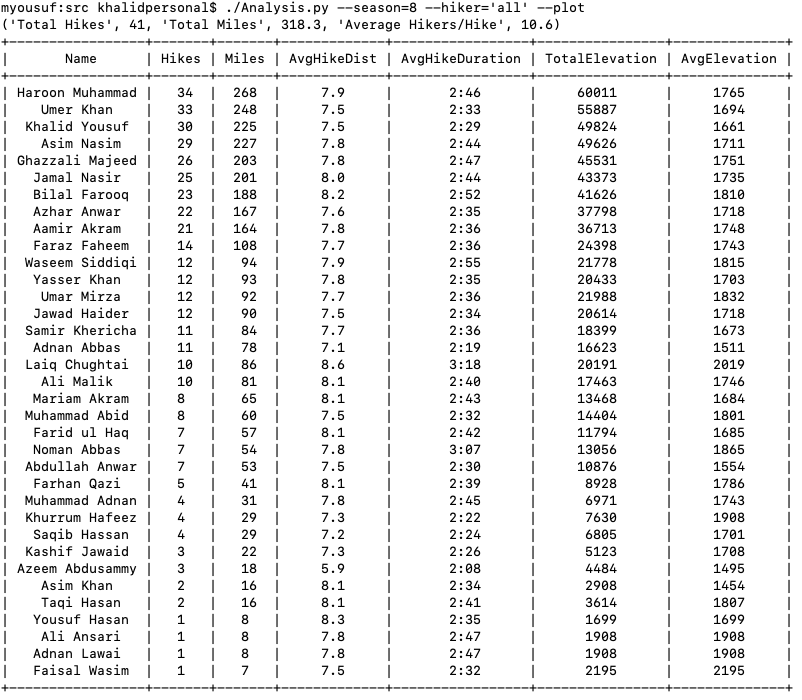 myousuf:src khalidpersonal$ ./Analysis.py --season=8 --hiker='all' --plot
('Total Hikes', 41, 'Total Miles', 318.3, 'Average Hikers/Hike', 10.6)
+-----------------+-------+-------+-------------+-----------------+----------------+--------------+
| Name | Hikes | Miles | AvgHikeDist | AvgHikeDuration | TotalElevation | AvgElevation |
+-----------------+-------+-------+-------------+-----------------+----------------+--------------+
| Haroon Muhammad | 34 | 268 | 7.9 | 2:46 | 60011 | 1765 |
| Umer Khan | 33 | 248 | 7.5 | 2:33 | 55887 | 1694 |
| Khalid Yousuf | 30 | 225 | 7.5 | 2:29 | 49824 | 1661 |
| Asim Nasim | 29 | 227 | 7.8 | 2:44 | 49626 | 1711 |
| Ghazzali Majeed | 26 | 203 | 7.8 | 2:47 | 45531 | 1751 |
| Jamal Nasir | 25 | 201 | 8.0 | 2:44 | 43373 | 1735 |
| Bilal Farooq | 23 | 188 | 8.2 | 2:52 | 41626 | 1810 |
| Azhar Anwar | 22 | 167 | 7.6 | 2:35 | 37798 | 1718 |
| Aamir Akram | 21 | 164 | 7.8 | 2:36 | 36713 | 1748 |
| Faraz Faheem | 14 | 108 | 7.7 | 2:36 | 24398 | 1743 |
| Waseem Siddiqi | 12 | 94 | 7.9 | 2:55 | 21778 | 1815 |
| Yasser Khan | 12 | 93 | 7.8 | 2:35 | 20433 | 1703 |
| Umar Mirza | 12 | 92 | 7.7 | 2:36 | 21988 | 1832 |
| Jawad Haider | 12 | 90 | 7.5 | 2:34 | 20614 | 1718 |
| Samir Khericha | 11 | 84 | 7.7 | 2:36 | 18399 | 1673 |
| Adnan Abbas | 11 | 78 | 7.1 | 2:19 | 16623 | 1511 |
| Laiq Chughtai | 10 | 86 | 8.6 | 3:18 | 20191 | 2019 |
| Ali Malik | 10 | 81 | 8.1 | 2:40 | 17463 | 1746 |
| Mariam Akram | 8 | 65 | 8.1 | 2:43 | 13468 | 1684 |
| Muhammad Abid | 8 | 60 | 7.5 | 2:32 | 14404 | 1801 |
| Farid ul Haq | 7 | 57 | 8.1 | 2:42 | 11794 | 1685 |
| Noman Abbas | 7 | 54 | 7.8 | 3:07 | 13056 | 1865 |
| Abdullah Anwar | 7 | 53 | 7.5 | 2:30 | 10876 | 1554 |
| Farhan Qazi | 5 | 41 | 8.1 | 2:39 | 8928 | 1786 |
| Muhammad Adnan | 4 | 31 | 7.8 | 2:45 | 6971 | 1743 |
| Khurrum Hafeez | 4 | 29 | 7.3 | 2:22 | 7630 | 1908 |
| Saqib Hassan | 4 | 29 | 7.2 | 2:24 | 6805 | 1701 |
| Kashif Jawaid | 3 | 22 | 7.3 | 2:26 | 5123 | 1708 |
| Azeem Abdusammy | 3 | 18 | 5.9 | 2:08 | 4484 | 1495 |
| Asim Khan | 2 | 16 | 8.1 | 2:34 | 2908 | 1454 |
| Taqi Hasan | 2 | 16 | 8.1 | 2:41 | 3614 | 1807 |
| Yousuf Hasan | 1 | 8 | 8.3 | 2:35 | 1699 | 1699 |
| Ali Ansari | 1 | 8 | 7.8 | 2:47 | 1908 | 1908 |
| Adnan Lawai | 1 | 8 | 7.8 | 2:47 | 1908 | 1908 |
| Faisal Wasim | 1 | 7 | 7.5 | 2:32 | 2195 | 2195 |
+-----------------+-------+-------+-------------+-----------------+----------------+--------------+